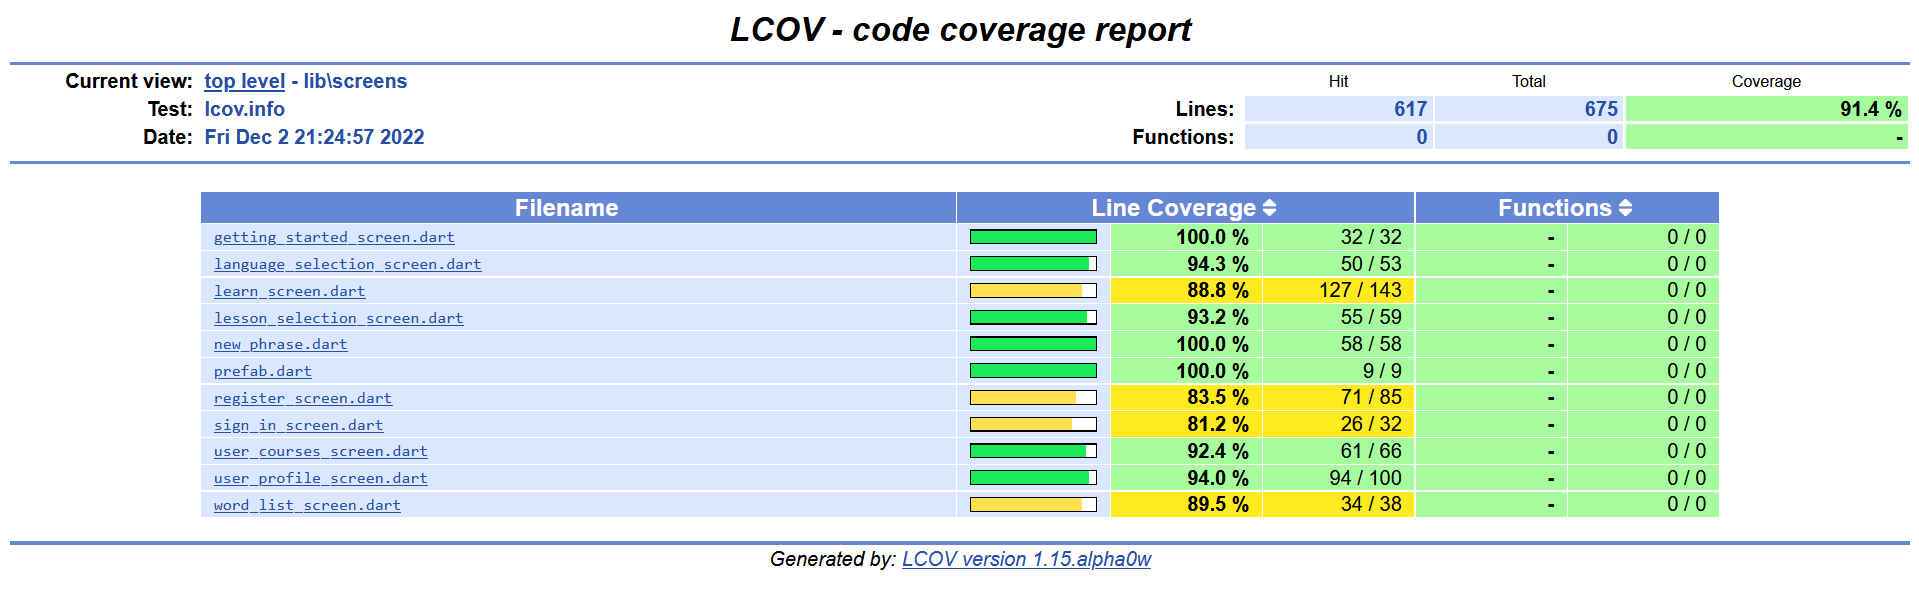 LCOV - code coverage report
Current view: top level - lib\screens
Hit Total Coverage
Test: lcov.info Lines: 617 675 91.4 %
Date: Fri Dec 2 21:24:57 2022 Functions: 0 0 -
Filename Line Coverage Functions
getting_started_screen.dart 100.0 % 32 / 32 - 0 / 0
language_selection_screen.dart 94.3 % 50 / 53 - 0 / 0
learn_screen.dart 88.8 % 127 / 143 - 0 / 0
lesson_selection_screen.dart 93.2 % 55 / 59 - 0 / 0
new_phrase.dart 100.0 % 58 / 58 - 0 / 0
prefab.dart 100.0 % 9 / 9 - 0 / 0
register_screen.dart 83.5 % 71 / 85 - 0 / 0
sign_in_screen.dart 81.2 % 26 / 32 - 0 / 0
user_courses_screen.dart 92.4 % 61 / 66 - 0 / 0
user_profile_screen.dart 94.0 % 94 / 100 - 0 / 0
word_list_screen.dart 89.5 % 34 / 38 - 0 / 0
Generated by: LCOV version 1.15.alpha0w